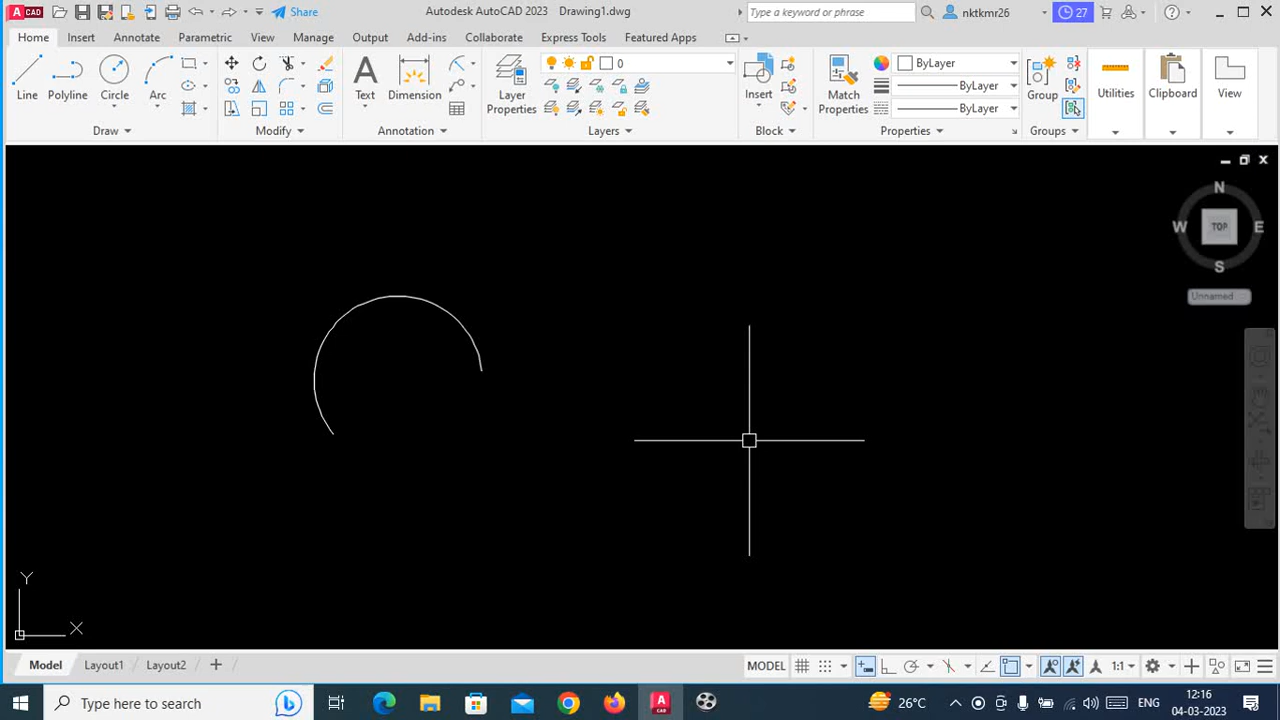 CAD Share Autodesk AutoCAD 2023 Drawing1.dwg Type a keyword or phrase nktkmr26 27
Home Insert Annotate Parametric View Manage Output Add-ins Collaborate Express Tools Featured Apps
0 ByLayer
ByLayer
ByLayer
Line Polyline Circle Arc Text Dimension Layer Properties Insert Match Properties Group Utilities Clipboard View
Draw Modify Annotation Layers Block Properties Groups
N
W TOP E
S
Unnamed
Y
X
Model Layout1 Layout2 + MODEL 1:1
Type here to search CAD 26°C ENG 12:16
04-03-2023